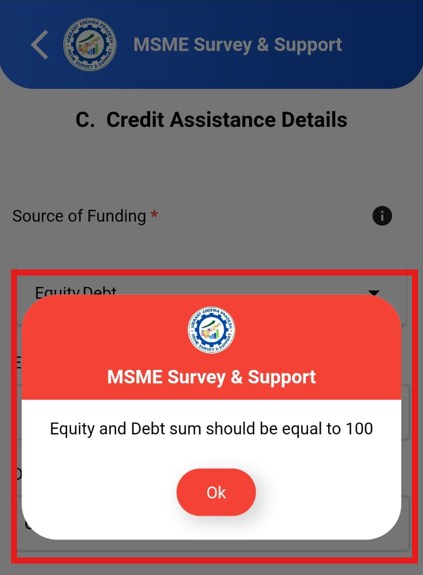 MSME Survey & Support
C. Credit Assistance Details
Source of Funding *
Equity,Debt
MSME Survey & Support
Equity and Debt sum should be equal to 100
Ok